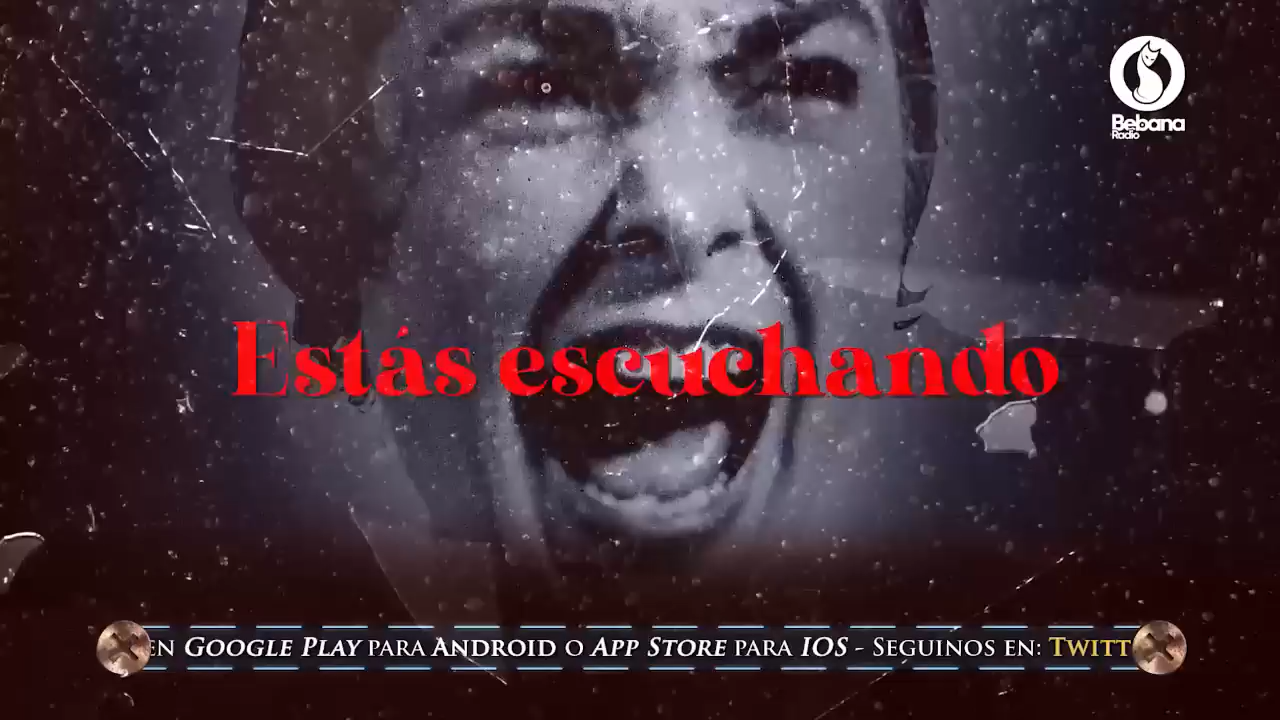 Bebana
Radio
Estás escuchando
EN GOOGLE PLAY PARA ANDROID O APP STORE PARA IOS - SEGUINOS EN: TWITT